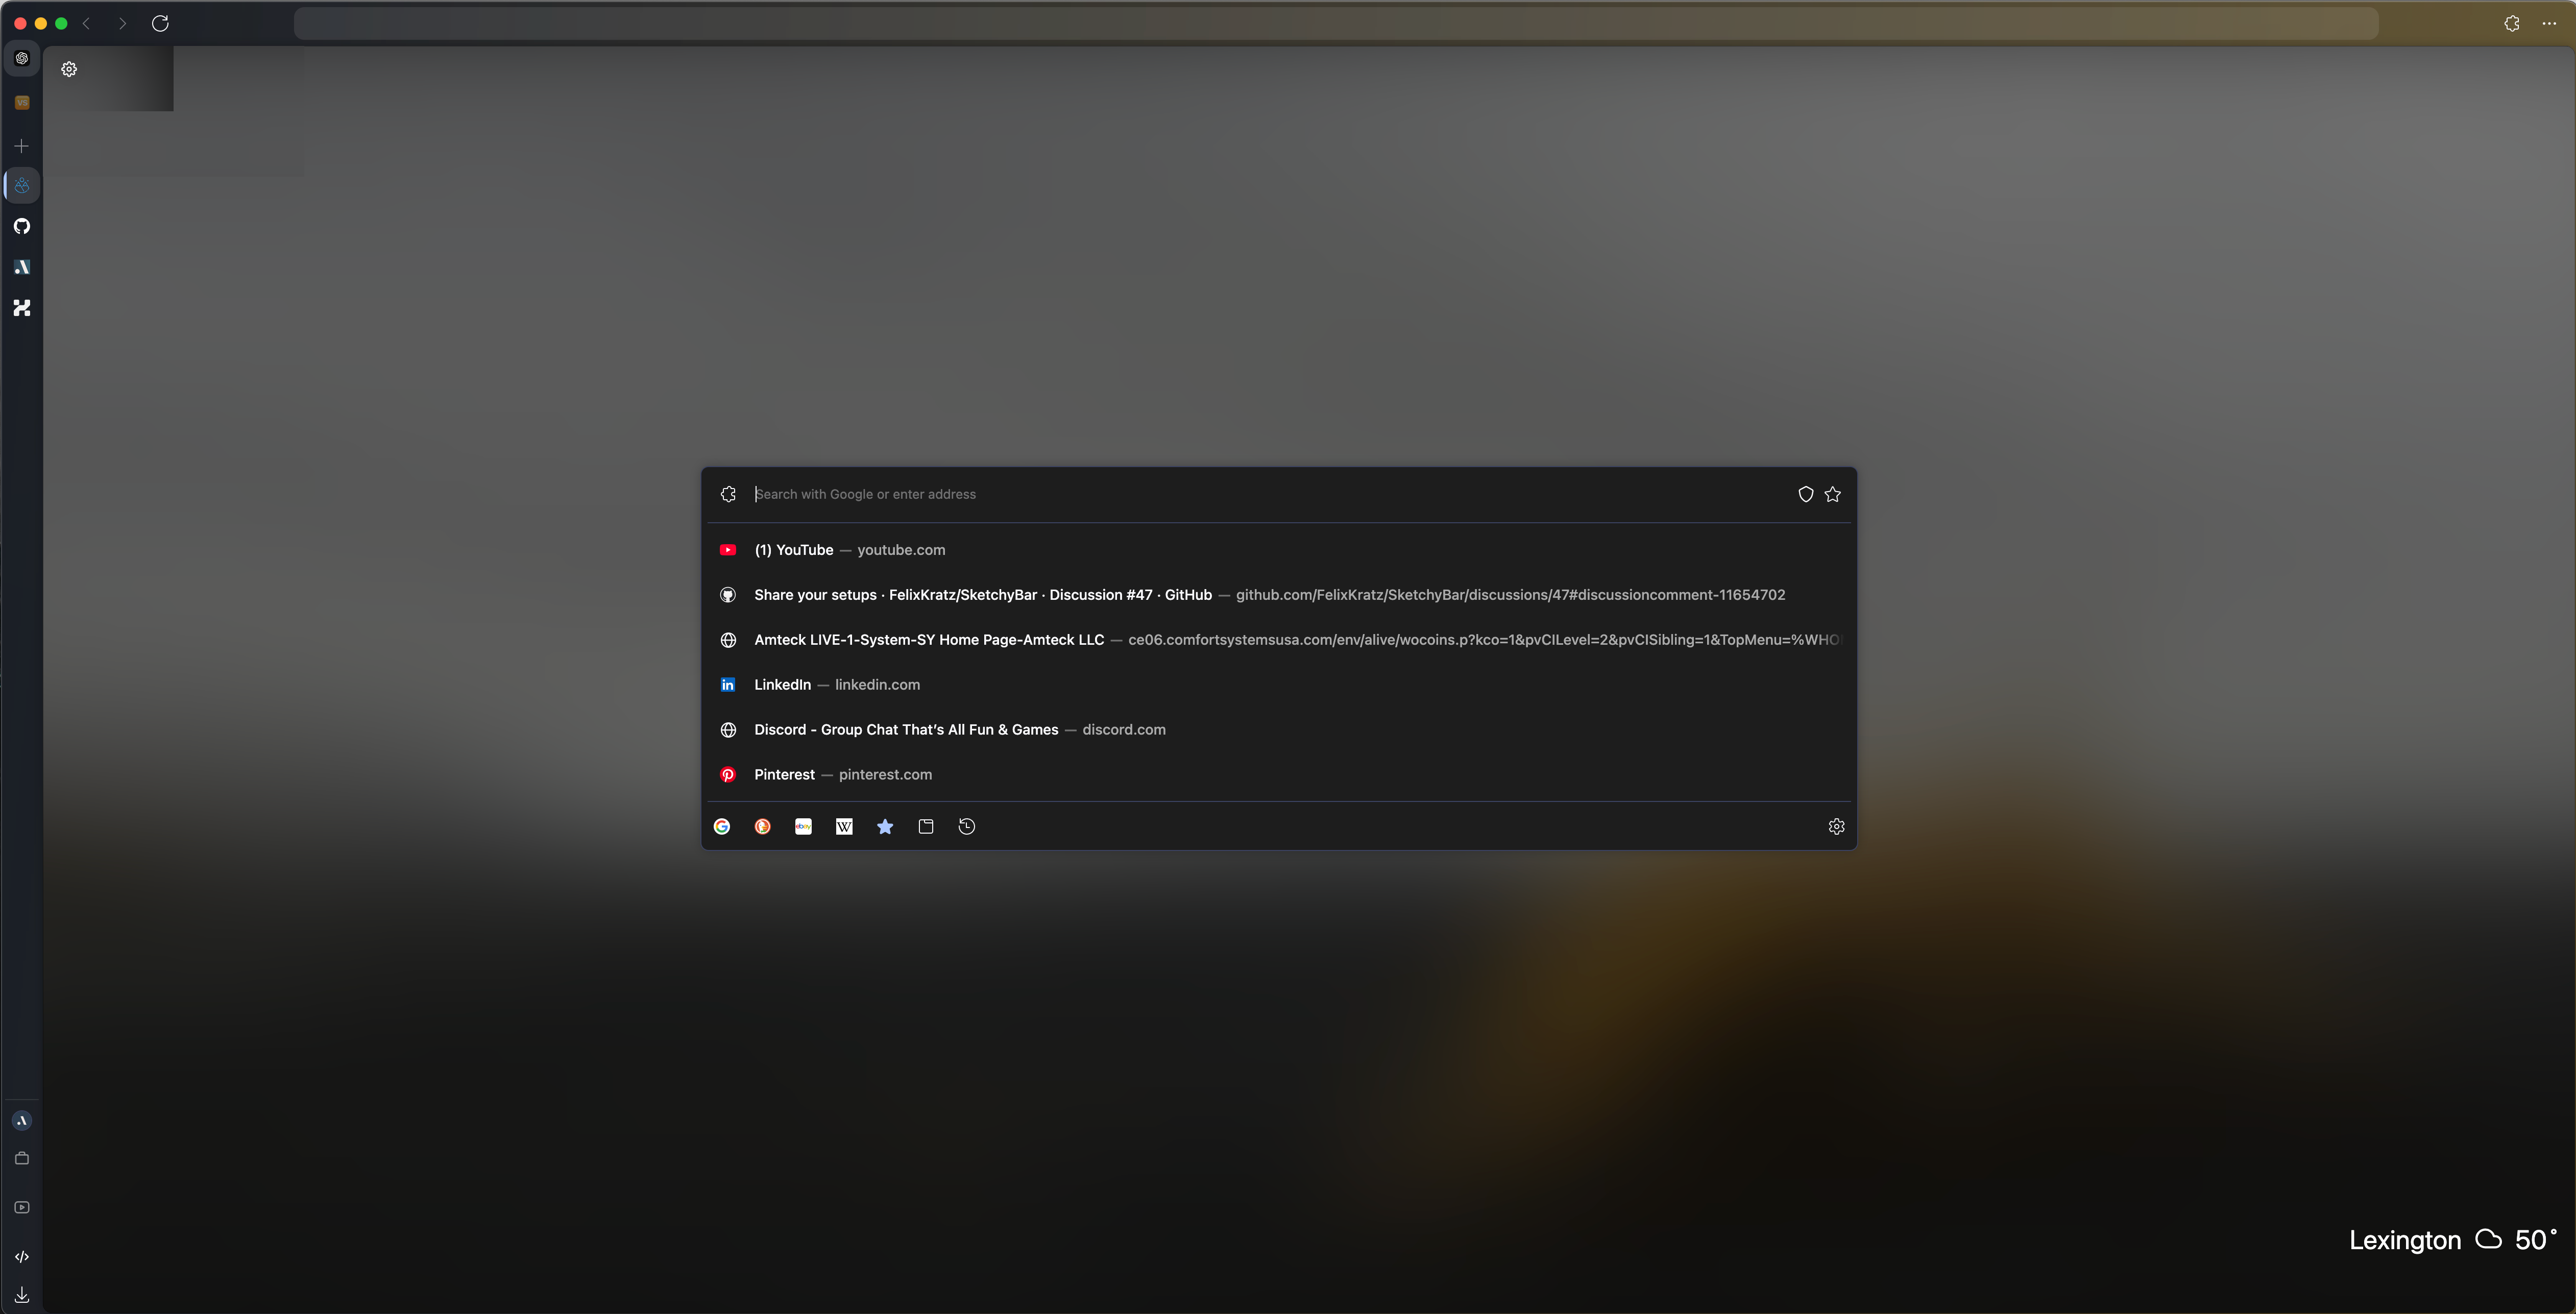 VS
Search with Google or enter address
(1) YouTube — youtube.com
Share your setups · FelixKratz/SketchyBar · Discussion #47 · GitHub — github.com/FelixKratz/SketchyBar/discussions/47#discussioncomment-11654702
Amteck LIVE-1-System-SY Home Page-Amteck LLC — ce06.comfortsystemsusa.com/env/alive/wocoins.p?kco=1&pvCILevel=2&pvCISibling=1&TopMenu=%WHO
in LinkedIn — linkedin.com
Discord - Group Chat That's All Fun & Games — discord.com
Pinterest — pinterest.com
G ebay W
Lexington 50°